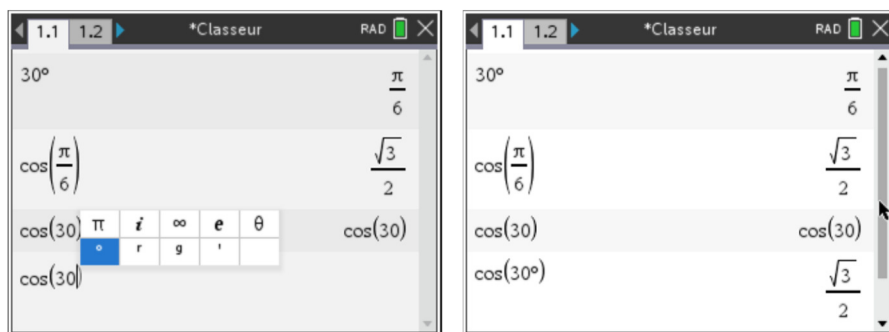 1.1 1.2 *Classeur RAD
30° π/6
cos(π/6) √3/2
cos(30) cos(30)
π i ∞ e θ
° r g '
cos(30)
1.1 1.2 *Classeur RAD
30° π/6
cos(π/6) √3/2
cos(30) cos(30)
cos(30°) √3/2